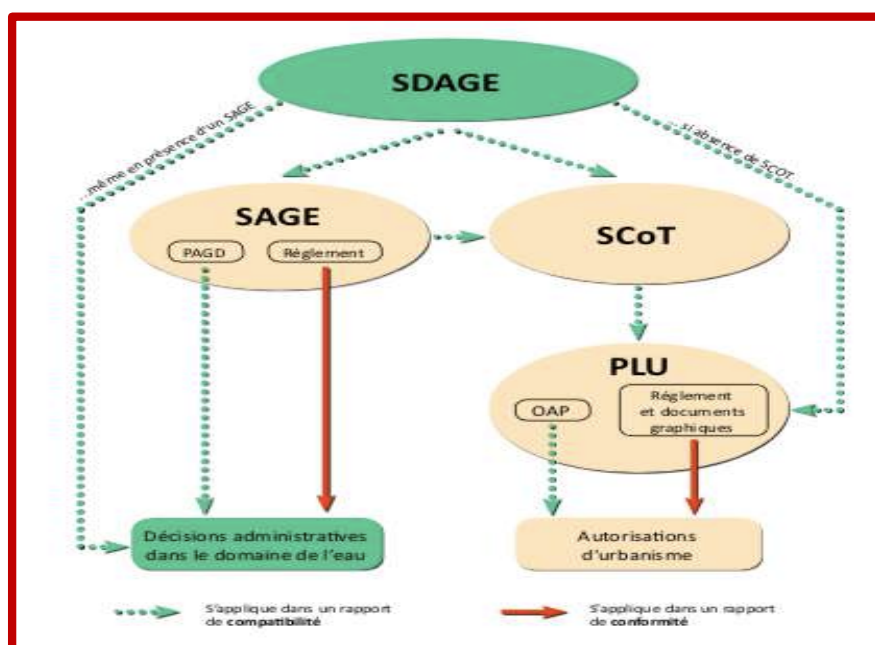 SDAGE
...même en présence d'un SAGE
...si absence de SCOT
SAGE
PAGD
Règlement
SCoT
PLU
OAP
Réglement
et documents
graphiques
Décisions administratives
dans le domaine de l'eau
Autorisations
d'urbanisme
S'applique dans un rapport
de compatibilité
S'applique dans un rapport
de conformité